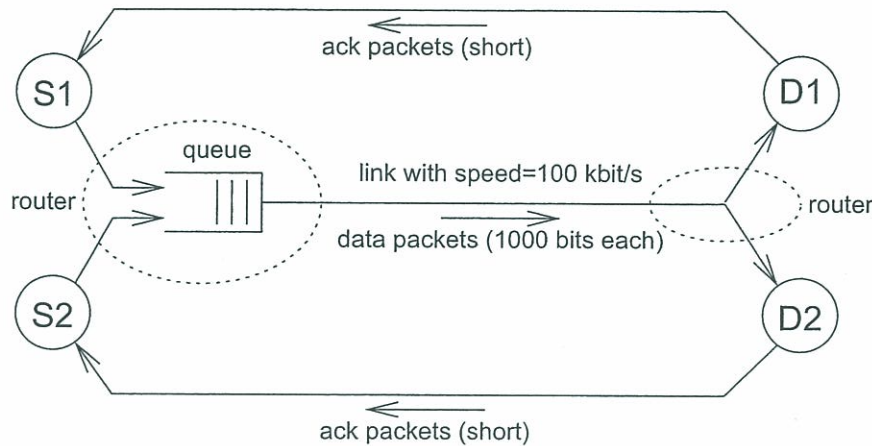 ack packets (short)
S1
D1
queue
link with speed=100 kbit/s
router
router
data packets (1000 bits each)
S2
D2
ack packets (short)